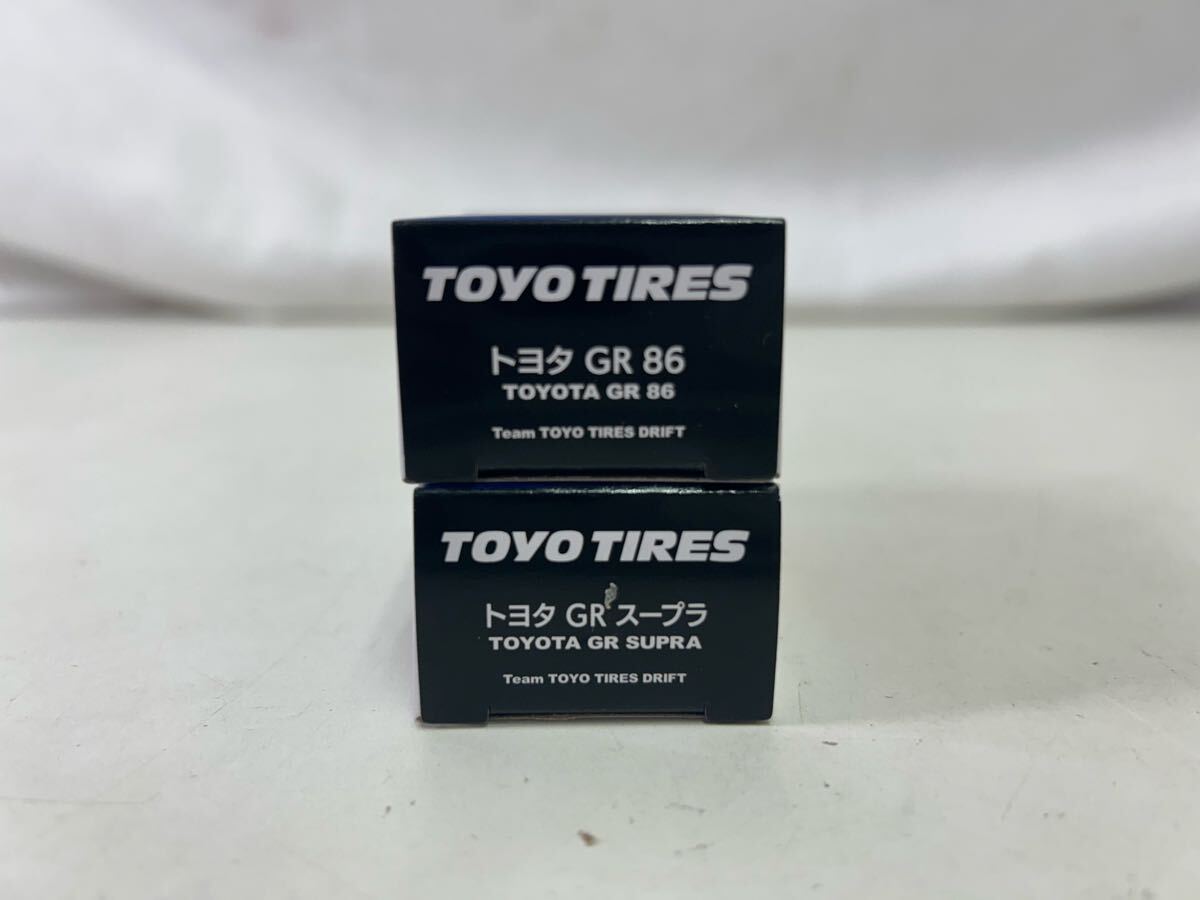 TOYO TIRES
トヨタ GR 86
TOYOTA GR 86
Team TOYO TIRES DRIFT
TOYO TIRES
トヨタ GR スープラ
TOYOTA GR SUPRA
Team TOYO TIRES DRIFT